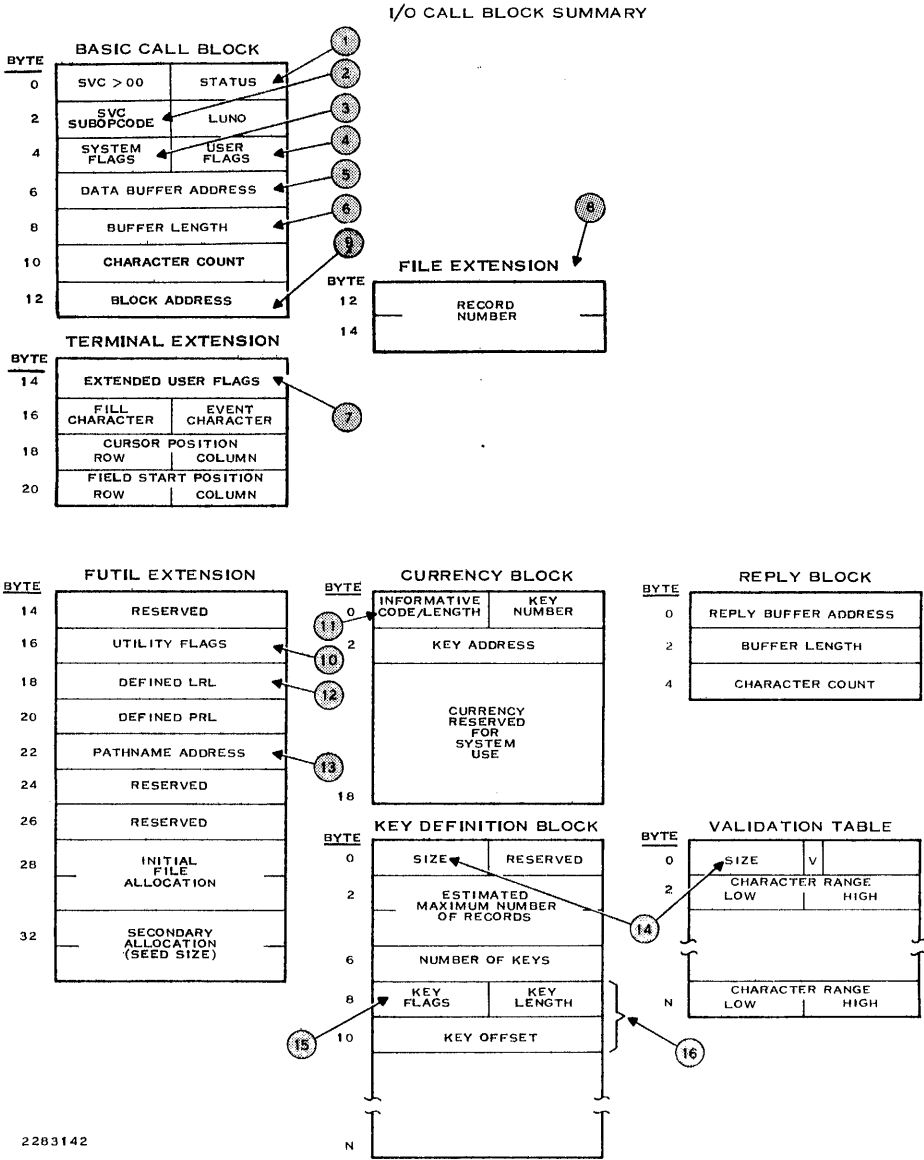 I/O CALL BLOCK SUMMARY
BASIC CALL BLOCK
BYTE
0 SVC > 00 STATUS
1
2 SVC SUBOPCODE LUNO
2
4 SYSTEM FLAGS USER FLAGS
3
4
6 DATA BUFFER ADDRESS
5
8 BUFFER LENGTH
6
10 CHARACTER COUNT
12 BLOCK ADDRESS
9
FILE EXTENSION
8
BYTE
12 RECORD NUMBER
14
TERMINAL EXTENSION
BYTE
14 EXTENDED USER FLAGS
7
16 FILL CHARACTER EVENT CHARACTER
18 CURSOR POSITION
ROW COLUMN
20 FIELD START POSITION
ROW COLUMN
FUTIL EXTENSION
BYTE
14 RESERVED
16 UTILITY FLAGS
10
18 DEFINED LRL
12
20 DEFINED PRL
22 PATHNAME ADDRESS
13
24 RESERVED
26 RESERVED
28 INITIAL FILE ALLOCATION
32 SECONDARY ALLOCATION (SEED SIZE)
CURRENCY BLOCK
BYTE
0 INFORMATIVE CODE/LENGTH KEY NUMBER
11
2 KEY ADDRESS
CURRENCY
RESERVED
FOR
SYSTEM
USE
18
REPLY BLOCK
BYTE
0 REPLY BUFFER ADDRESS
2 BUFFER LENGTH
4 CHARACTER COUNT
KEY DEFINITION BLOCK
BYTE
0 SIZE RESERVED
2 ESTIMATED MAXIMUM NUMBER OF RECORDS
6 NUMBER OF KEYS
8 KEY FLAGS KEY LENGTH
15
10 KEY OFFSET
16
N
VALIDATION TABLE
BYTE
0 SIZE V
14
2 CHARACTER RANGE
LOW HIGH
N CHARACTER RANGE
LOW HIGH
2283142